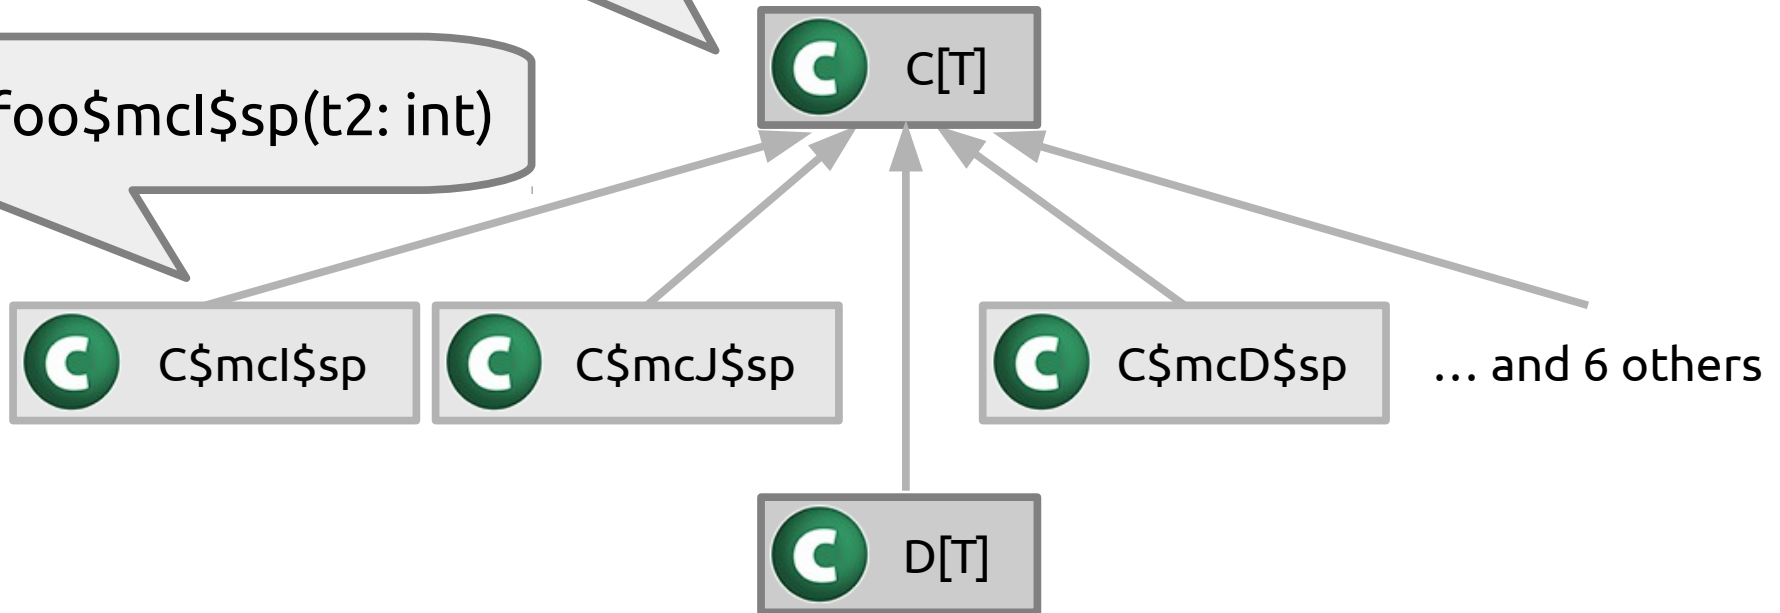 C[T]
foo$mcI$sp(t2: int)
C$mcI$sp
C$mcJ$sp
C$mcD$sp
… and 6 others
D[T]